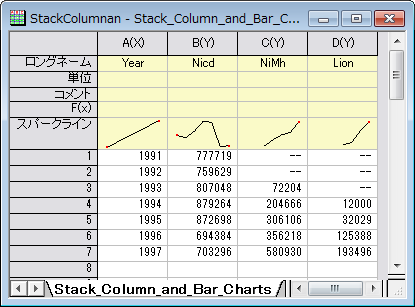 StackColumnan - Stack_Column_and_Bar_C...
A(X) B(Y) C(Y) D(Y)
ロングネーム Year Nicd NiMh Lion
単位
コメント
F(x)
スパークライン
1 1991 777719 -- --
2 1992 759629 -- --
3 1993 807048 72204 --
4 1994 879264 204666 12000
5 1995 872698 306106 32029
6 1996 694384 356218 125388
7 1997 703296 580930 193496
8
Stack_Column_and_Bar_Charts